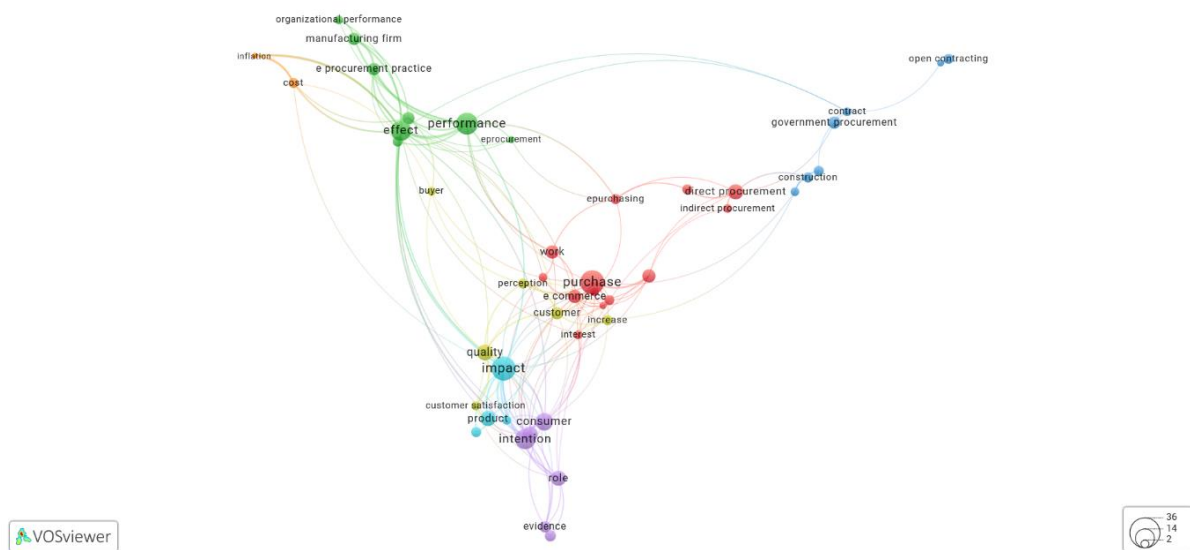 organizational performance
manufacturing firm
inflation
e procurement practice
open contracting
cost
contract
performance
government procurement
effect
eprocurement
construction
buyer
direct procurement
epurchasing
indirect procurement
work
purchase
perception
e commerce
customer
increase
interest
quality
impact
customer satisfaction
product
consumer
intention
role
evidence
VOSviewer
36
14
2